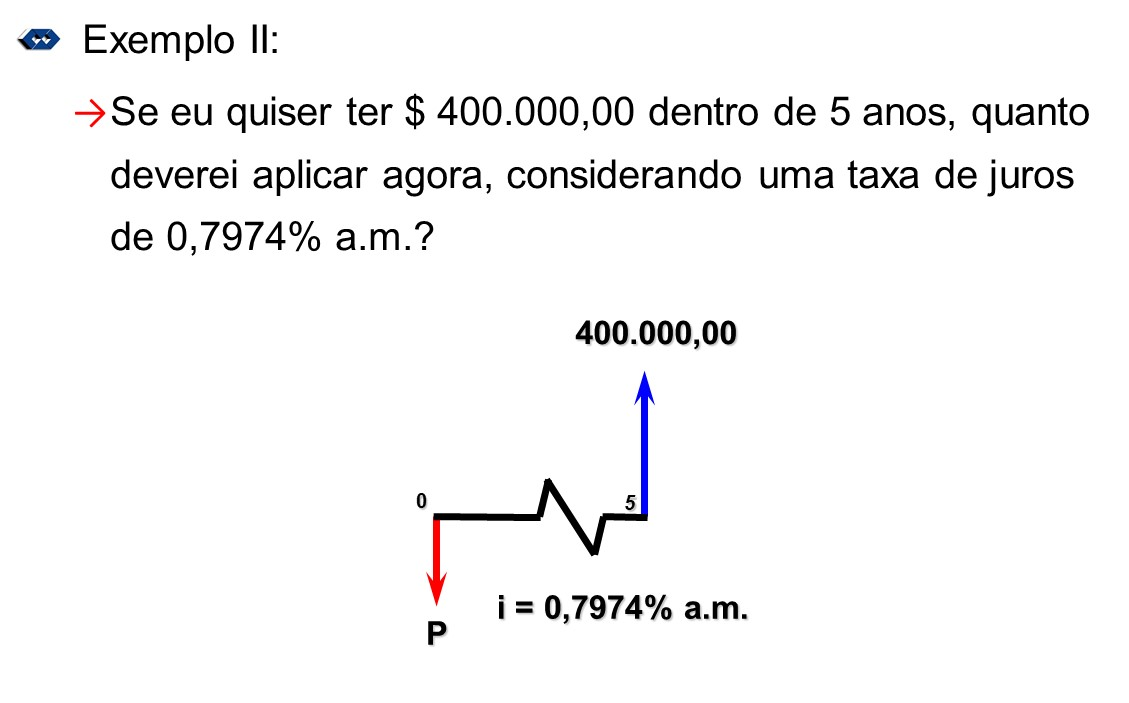 Exemplo II:
→Se eu quiser ter $ 400.000,00 dentro de 5 anos, quanto
deverei aplicar agora, considerando uma taxa de juros
de 0,7974% a.m.?
400.000,00
0
5
i = 0,7974% a.m.
P